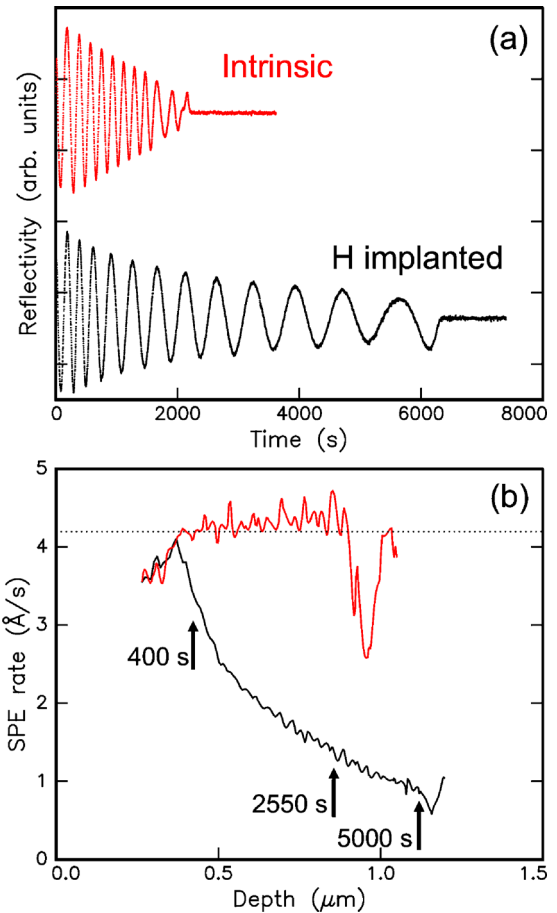 (a)
Intrinsic
H implanted
Reflectivity (arb. units)
0 2000 4000 6000 8000
Time (s)
(b)
5
4
3
2
1
0
SPE rate (Å/s)
400 s
2550 s
5000 s
0.0 0.5 1.0 1.5
Depth (μm)